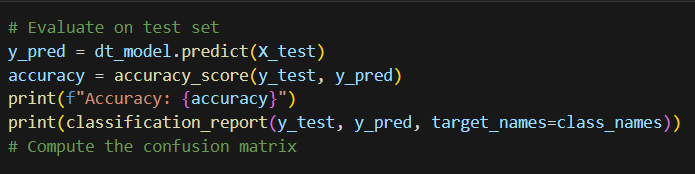 # Evaluate on test set
y_pred = dt_model.predict(X_test)
accuracy = accuracy_score(y_test, y_pred)
print(f"Accuracy: {accuracy}")
print(classification_report(y_test, y_pred, target_names=class_names))
# Compute the confusion matrix